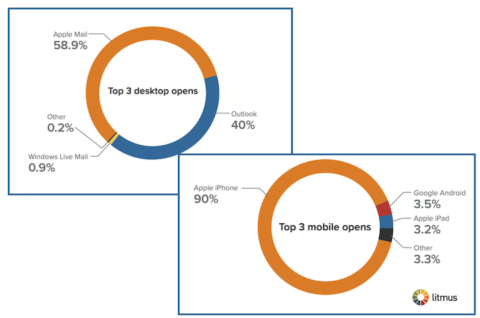 Apple Mail
58.9%
Top 3 desktop opens
Other
0.2%
Outlook
40%
Windows Live Mail
0.9%
Apple iPhone
90%
Top 3 mobile opens
Google Android
3.5%
Apple iPad
3.2%
Other
3.3%
litmus